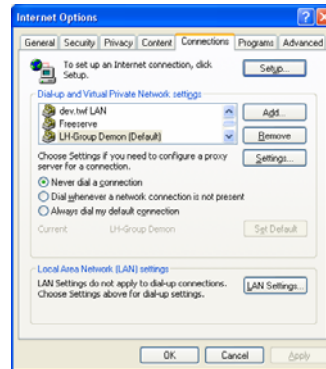 Internet Options
General Security Privacy Content Connections Programs Advanced
To set up an Internet connection, click
Setup.
Setup...
Dial-up and Virtual Private Network settings
dev.twf LAN
Freeserve
LH-Group Demon (Default)
Add...
Remove
Choose Settings if you need to configure a proxy
server for a connection.
Settings...
Never dial a connection
Dial whenever a network connection is not present
Always dial my default connection
Current LH-Group Demon Set Default
Local Area Network (LAN) settings
LAN Settings do not apply to dial-up connections.
Choose Settings above for dial-up settings.
LAN Settings...
OK Cancel Apply